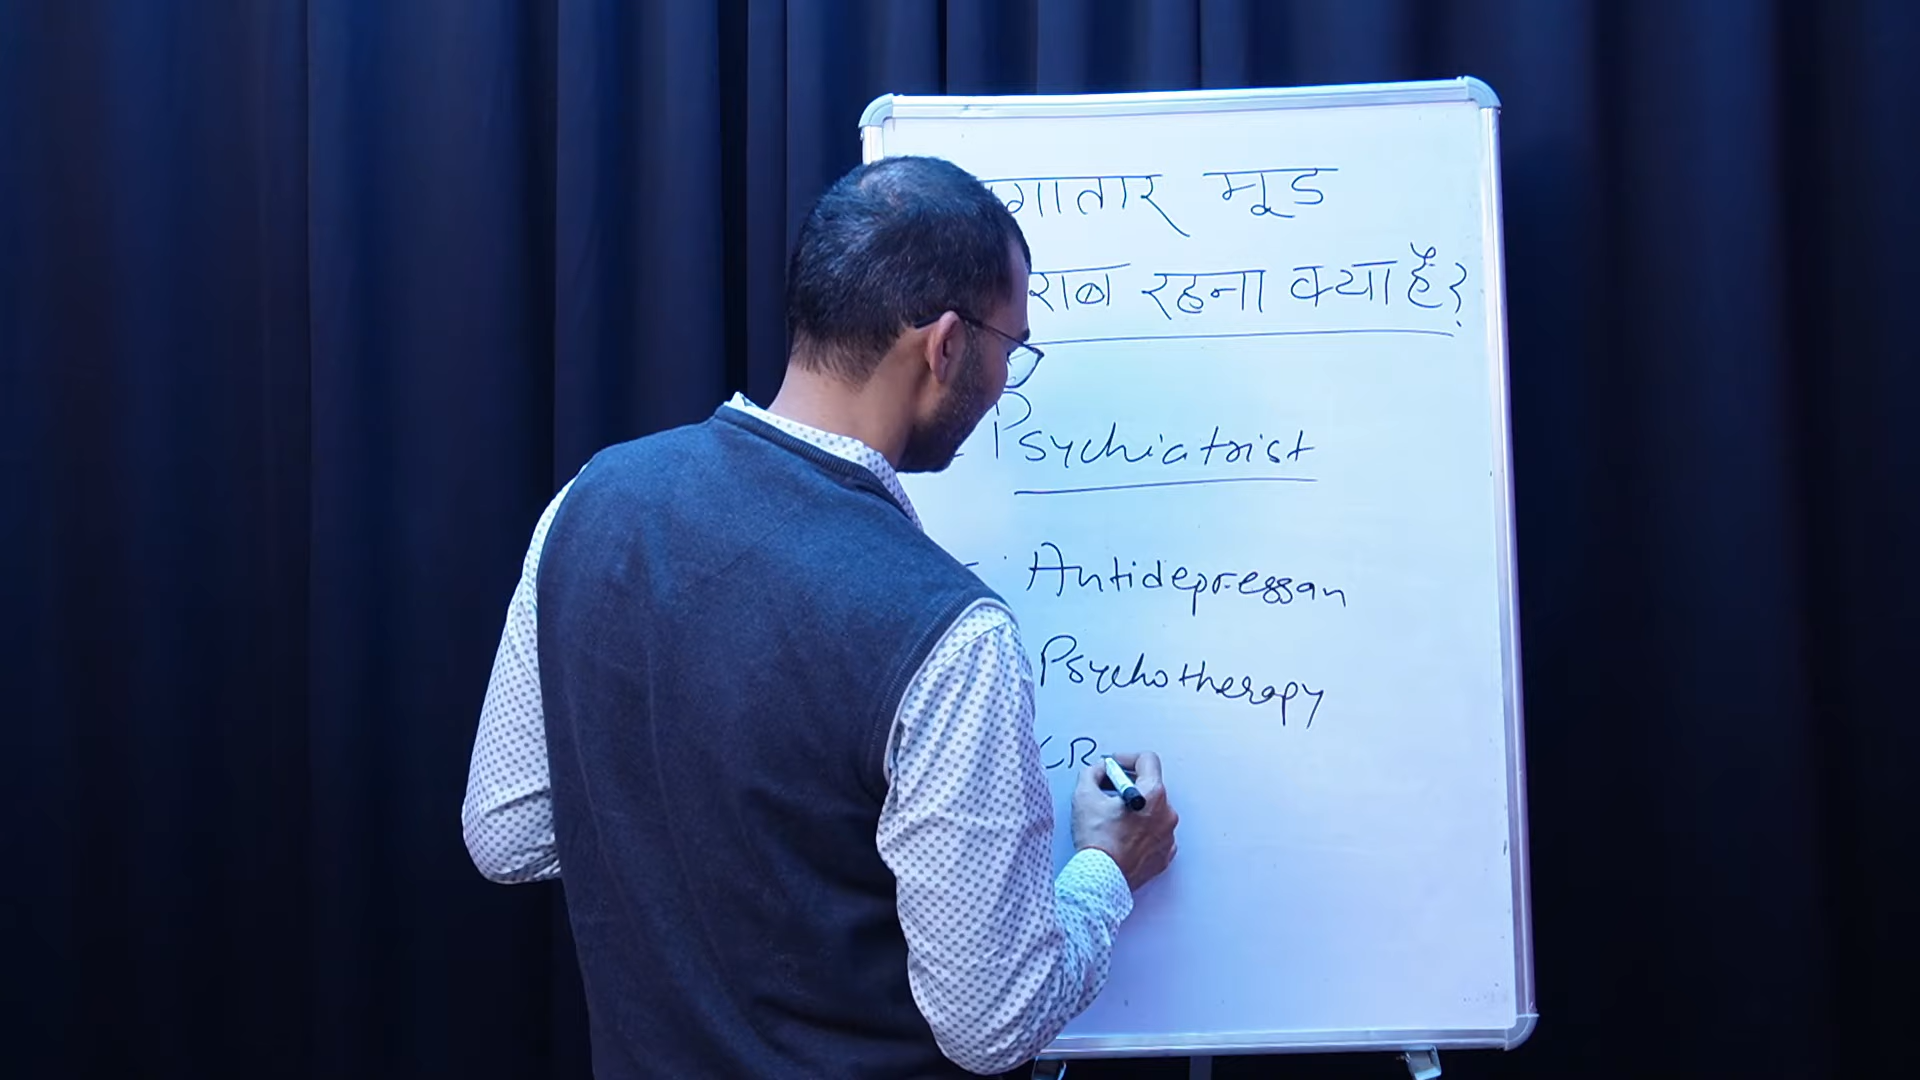 गातार मूड
राब रहना क्या है?
Psychiatrist
Antidepressan
Psychotherapy